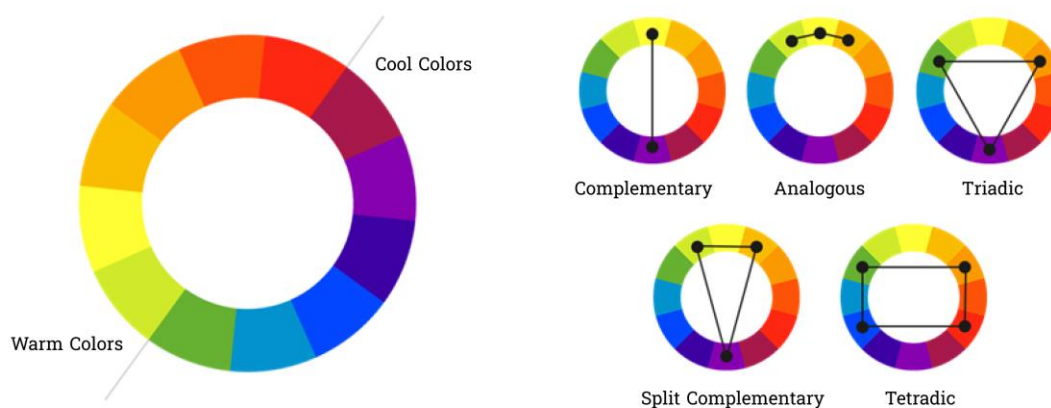 Cool Colors
Warm Colors
Complementary
Analogous
Triadic
Split Complementary
Tetradic